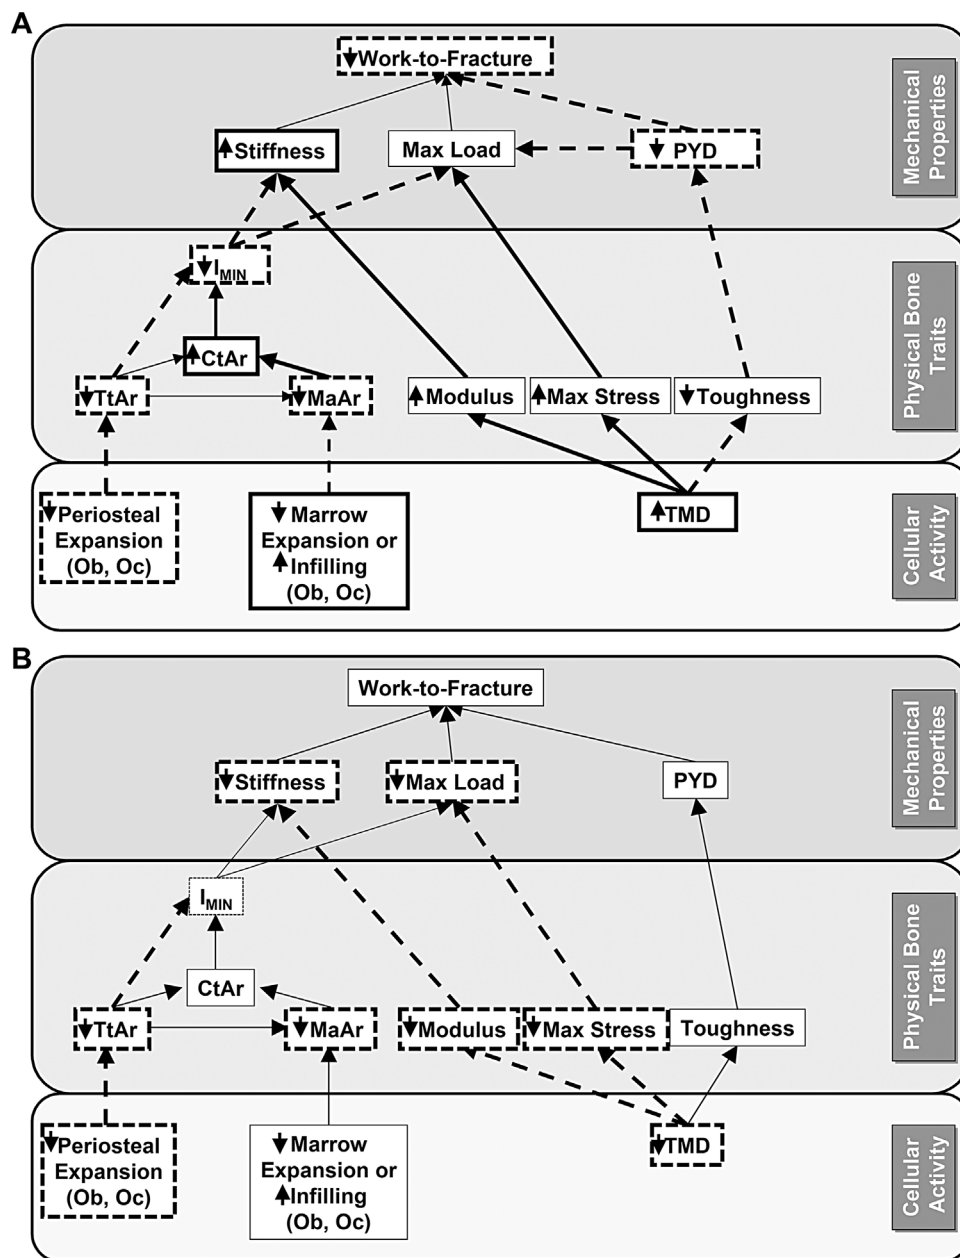 A
Work-to-Fracture
Stiffness
Max Load
PYD
Mechanical
Properties
IMIN
CtAr
TtAr
MaAr
Modulus
Max Stress
Toughness
Physical Bone
Traits
Periosteal
Expansion
(Ob, Oc)
Marrow
Expansion or
Infilling
(Ob, Oc)
TMD
Cellular
Activity
B
Work-to-Fracture
Stiffness
Max Load
PYD
Mechanical
Properties
IMIN
CtAr
TtAr
MaAr
Modulus
Max Stress
Toughness
Physical Bone
Traits
Periosteal
Expansion
(Ob, Oc)
Marrow
Expansion or
Infilling
(Ob, Oc)
TMD
Cellular
Activity